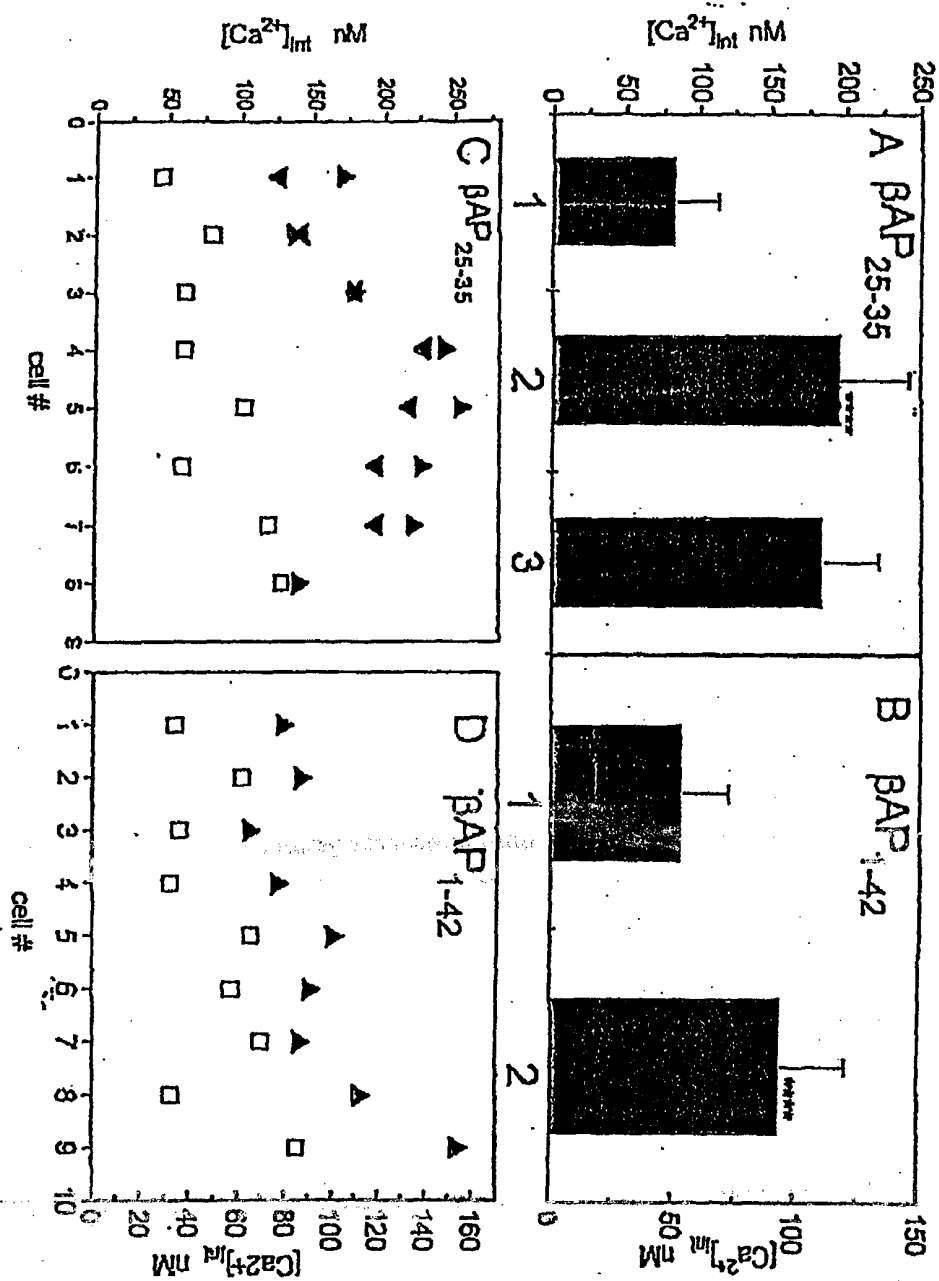 A βAP25-35
[Ca2+]Int nM
0 50 100 150 200 250
1 2 3
****
B βAP1-42
[Ca2+]Int nM
0 50 100 150
1 2
****
C βAP25-35
[Ca2+]Int nM
0 50 100 150 200 250
0 1 2 3 4 5
cell #
D βAP1-42
[Ca2+]Int nM
0 20 40 60 80 100 120 140 160
0 1 2 3 4 5 6 7 8 9 10
cell #